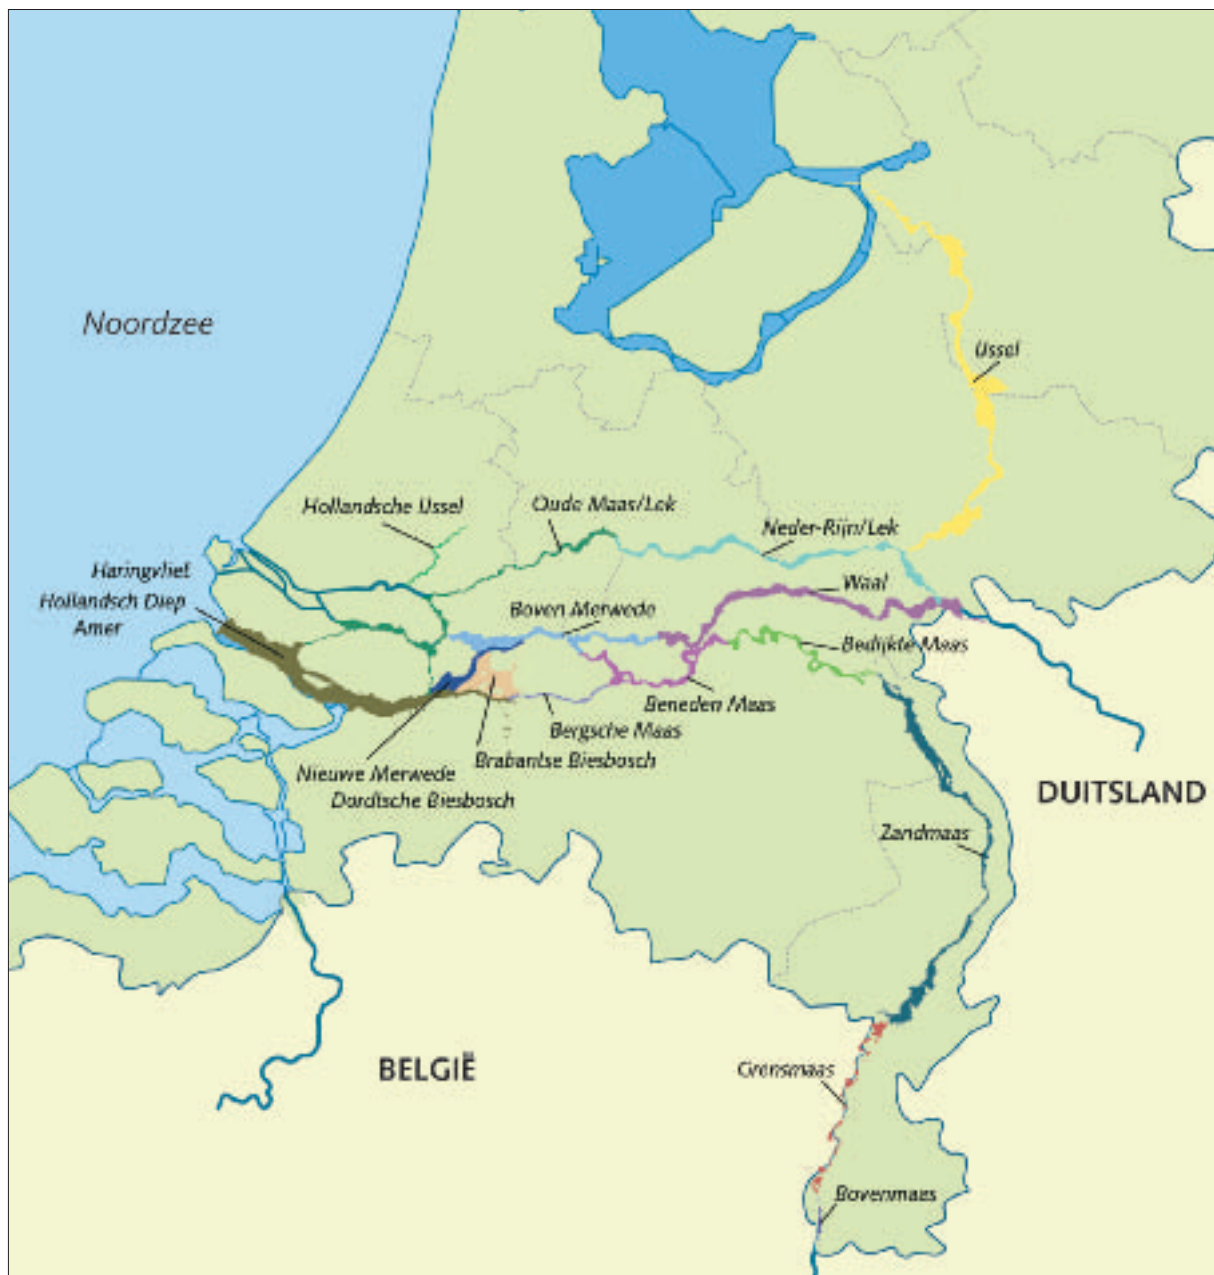 Noordzee
IJssel
Hollandsche IJssel
Oude Maas/Lek
Neder-Rijn/Lek
Haringvliet
Hollandsch Diep
Amer
Waal
Boven Merwede
Bedijkte Maas
Beneden Maas
Bergsche Maas
Brabantse Biesbosch
Nieuwe Merwede
Dordtsche Biesbosch
DUITSLAND
Zandmaas
BELGIË
Grensmaas
Bovenmaas